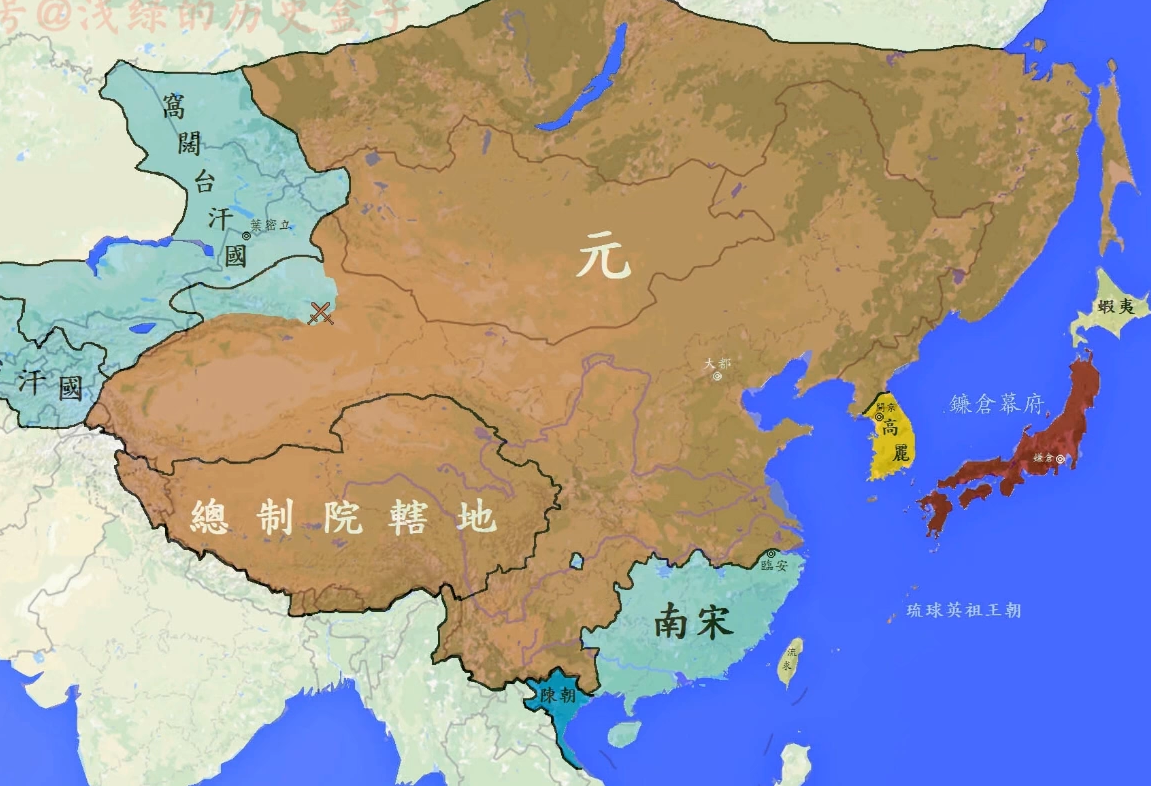 号@浅绿的历史盒子
窩闊台汗國
葉密立
元
汗國
大都
開京
高麗
蝦夷
鎌倉幕府
鎌倉
總制院轄地
臨安
南宋
琉球英祖王朝
流求
陳朝